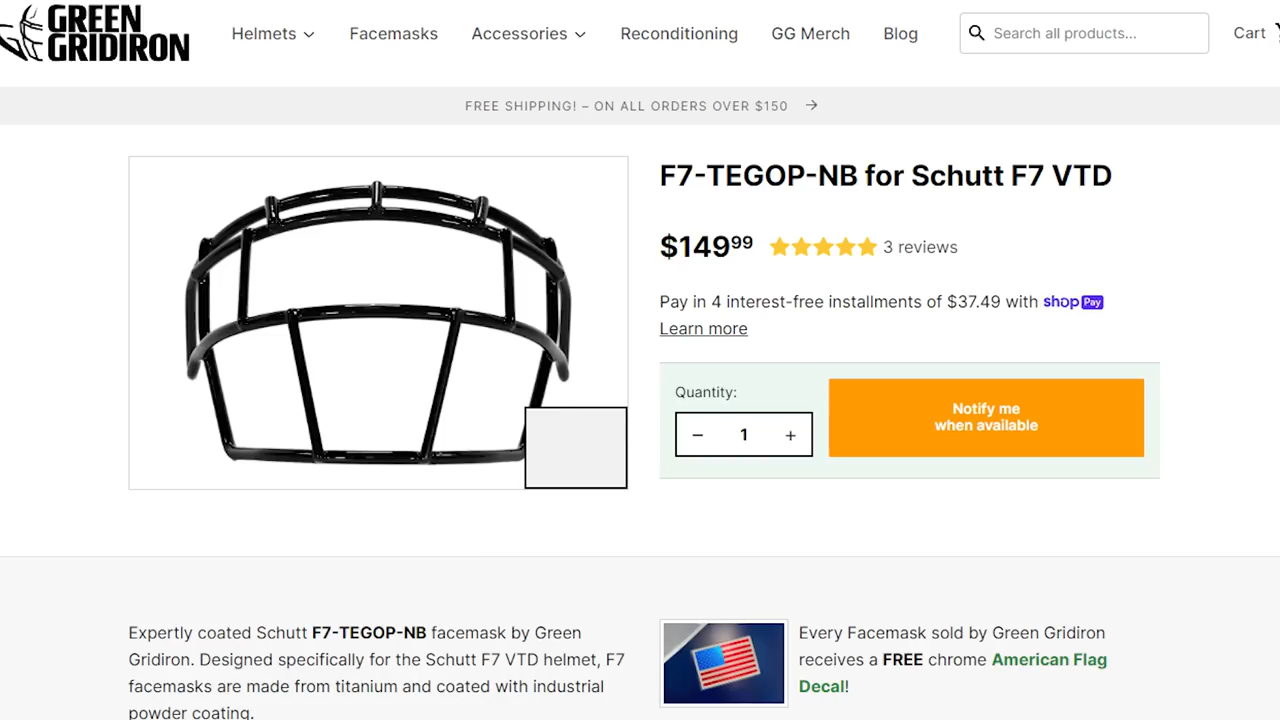 GREEN
GRIDIRON
Helmets Facemasks Accessories Reconditioning GG Merch Blog Search all products... Cart
FREE SHIPPING! – ON ALL ORDERS OVER $150 →
F7-TEGOP-NB for Schutt F7 VTD
$149⁹⁹ 3 reviews
Pay in 4 interest-free installments of $37.49 with shop Pay
Learn more
Quantity:
− 1 +
Notify me
when available
Expertly coated Schutt F7-TEGOP-NB facemask by Green
Gridiron. Designed specifically for the Schutt F7 VTD helmet, F7
facemasks are made from titanium and coated with industrial
powder coating.
Every Facemask sold by Green Gridiron
receives a FREE chrome American Flag
Decal!